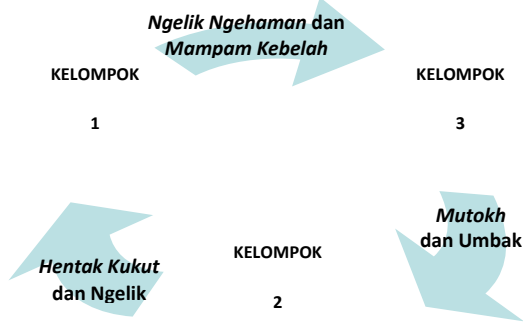 Ngelik Ngehaman dan
Mampam Kebelah
KELOMPOK
1
KELOMPOK
3
Mutokh
dan Umbak
KELOMPOK
2
Hentak Kukut
dan Ngelik